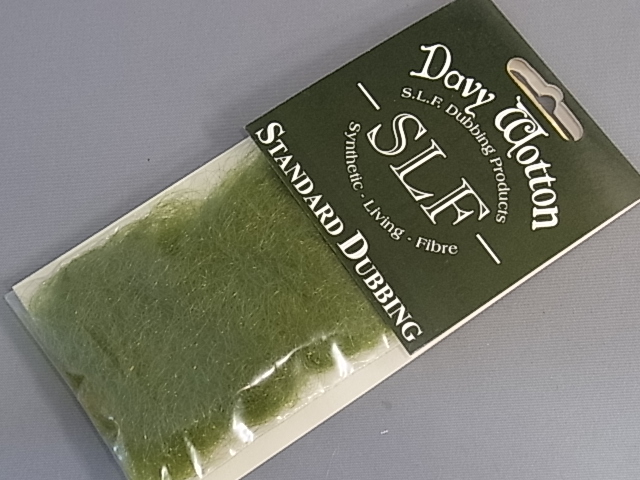 Davy Wotton
S.L.F. Dubbing Products
SLF
Synthetic · Living · Fibre
STANDARD DUBBING